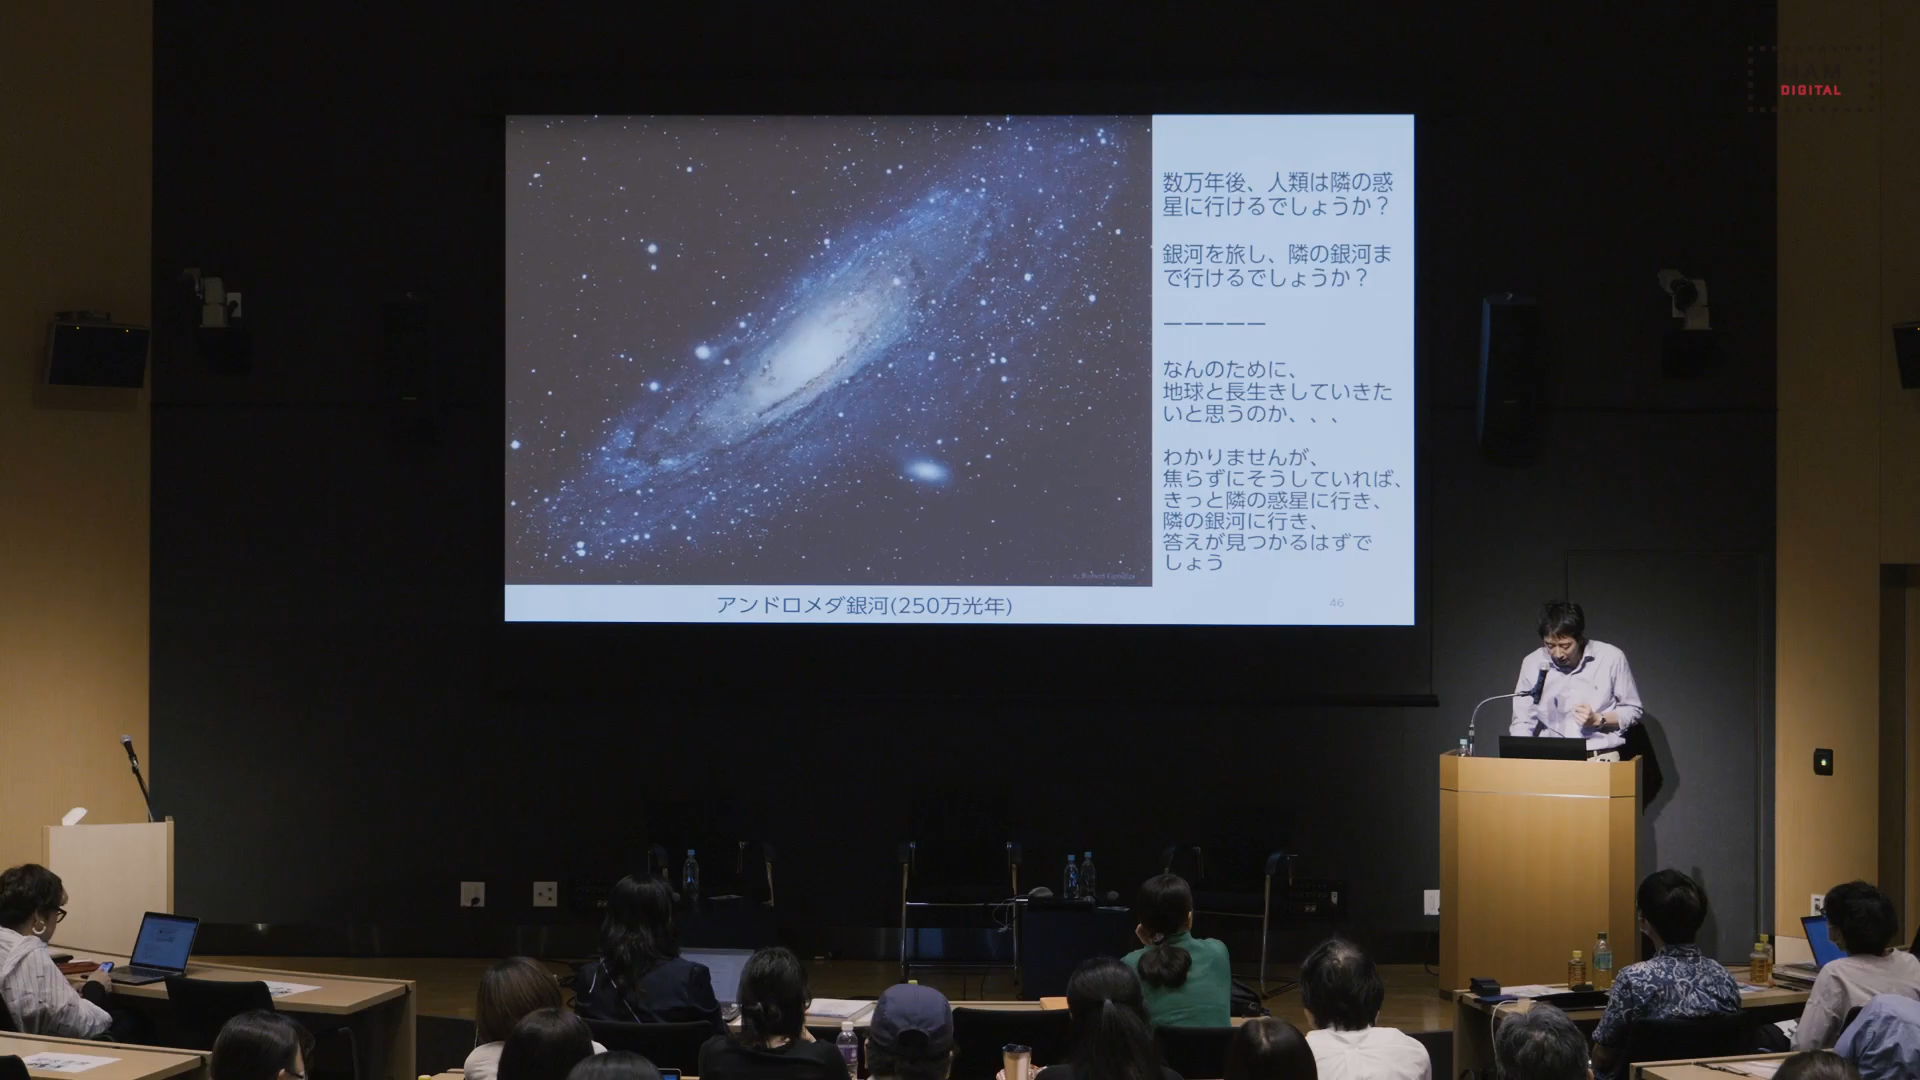 MAM
DIGITAL
数万年後、人類は隣の惑
星に行けるでしょうか？
銀河を旅し、隣の銀河ま
で行けるでしょうか？
ーーーーー
なんのために、
地球と長生きしていきた
いと思うのか、、、
わかりませんが、
焦らずにそうしていれば、
きっと隣の惑星に行き、
隣の銀河に行き、
答えが見つかるはずで
しょう
アンドロメダ銀河(250万光年)
46